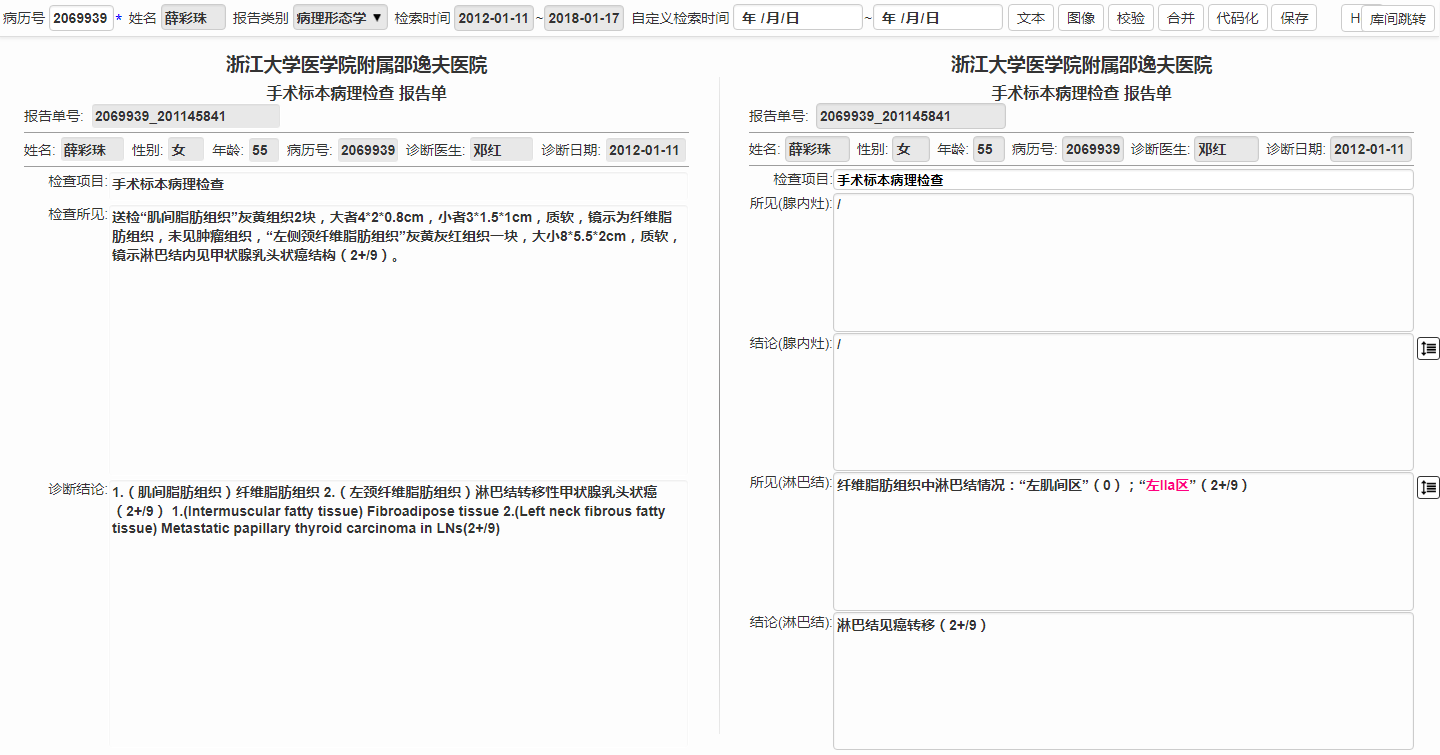 病历号 2069939 * 姓名 薛彩珠 报告类别 病理形态学 ▼ 检索时间 2012-01-11 ~ 2018-01-17 自定义检索时间 年 /月/日 ~ 年 /月/日 文本 图像 校验 合并 代码化 保存 H 库间跳转
浙江大学医学院附属邵逸夫医院
手术标本病理检查 报告单
报告单号: 2069939_201145841
姓名: 薛彩珠 性别: 女 年龄: 55 病历号: 2069939 诊断医生: 邓红 诊断日期: 2012-01-11
检查项目: 手术标本病理检查
检查所见: 送检“肌间脂肪组织”灰黄组织2块，大者4*2*0.8cm，小者3*1.5*1cm，质软，镜示为纤维脂
肪组织，未见肿瘤组织，“左侧颈纤维脂肪组织”灰黄灰红组织一块，大小8*5.5*2cm，质软，
镜示淋巴结内见甲状腺乳头状癌结构（2+/9）。
诊断结论: 1.（肌间脂肪组织）纤维脂肪组织 2.（左颈纤维脂肪组织）淋巴结转移性甲状腺乳头状癌
（2+/9） 1.(Intermuscular fatty tissue) Fibroadipose tissue 2.(Left neck fibrous fatty
tissue) Metastatic papillary thyroid carcinoma in LNs(2+/9)
浙江大学医学院附属邵逸夫医院
手术标本病理检查 报告单
报告单号: 2069939_201145841
姓名: 薛彩珠 性别: 女 年龄: 55 病历号: 2069939 诊断医生: 邓红 诊断日期: 2012-01-11
检查项目: 手术标本病理检查
所见(腺内灶): /
结论(腺内灶): /
所见(淋巴结): 纤维脂肪组织中淋巴结情况：“左肌间区”（0）；“左IIa区”（2+/9）
结论(淋巴结): 淋巴结见癌转移（2+/9）